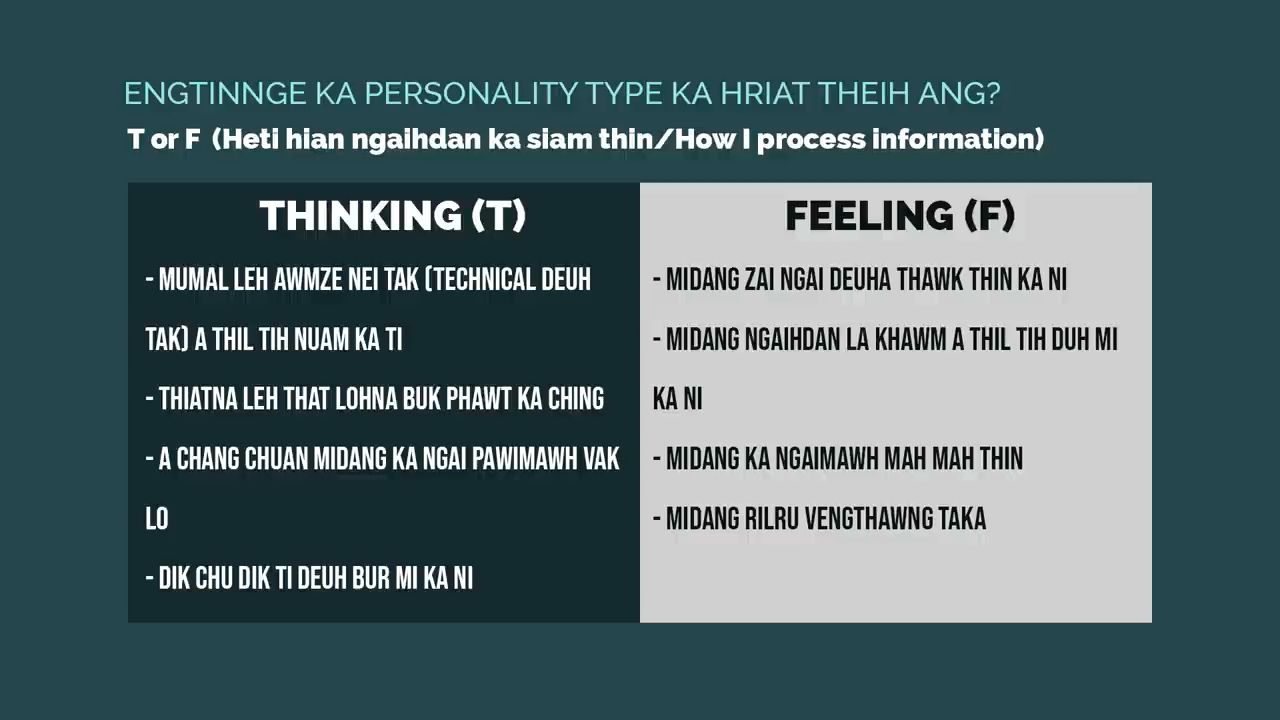 ENGTINNGE KA PERSONALITY TYPE KA HRIAT THEIH ANG?
T or F (Heti hian ngaihdan ka siam thin/How I process information)
THINKING (T)
- MUMAL LEH AWMZE NEI TAK (TECHNICAL DEUH
TAK) A THIL TIH NUAM KA TI
- THIATNA LEH THAT LOHNA BUK PHAWT KA CHING
- A CHANG CHUAN MIDANG KA NGAI PAWIMAWH VAK
LO
- DIK CHU DIK TI DEUH BUR MI KA NI
FEELING (F)
- MIDANG ZAI NGAI DEUHA THAWK THIN KA NI
- MIDANG NGAIHDAN LA KHAWM A THIL TIH DUH MI
KA NI
- MIDANG KA NGAIMAWH MAH MAH THIN
- MIDANG RILRU VENGTHAWNG TAKA